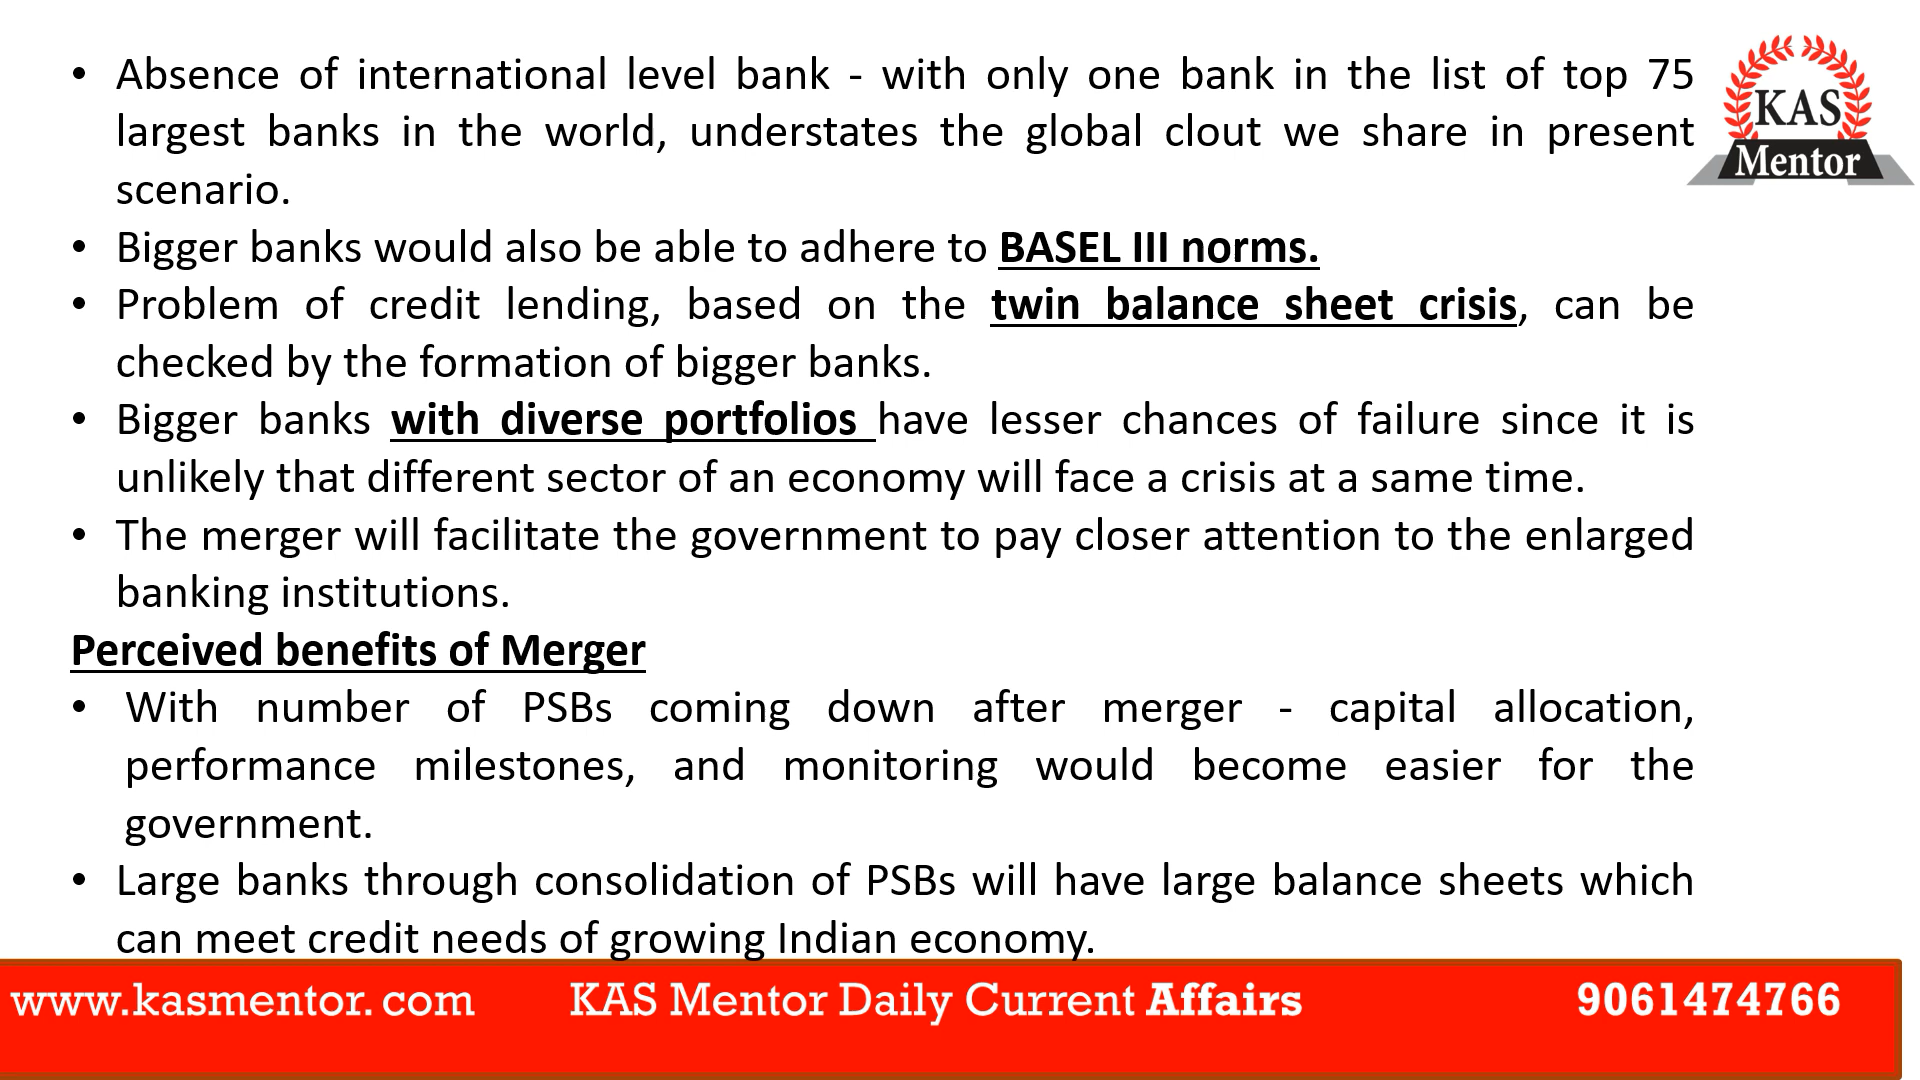 • Absence of international level bank - with only one bank in the list of top 75
largest banks in the world, understates the global clout we share in present
scenario.
• Bigger banks would also be able to adhere to BASEL III norms.
• Problem of credit lending, based on the twin balance sheet crisis, can be
checked by the formation of bigger banks.
• Bigger banks with diverse portfolios have lesser chances of failure since it is
unlikely that different sector of an economy will face a crisis at a same time.
• The merger will facilitate the government to pay closer attention to the enlarged
banking institutions.
Perceived benefits of Merger
• With number of PSBs coming down after merger - capital allocation,
performance milestones, and monitoring would become easier for the
government.
• Large banks through consolidation of PSBs will have large balance sheets which
can meet credit needs of growing Indian economy.
KAS
Mentor
www.kasmentor. com KAS Mentor Daily Current Affairs 9061474766